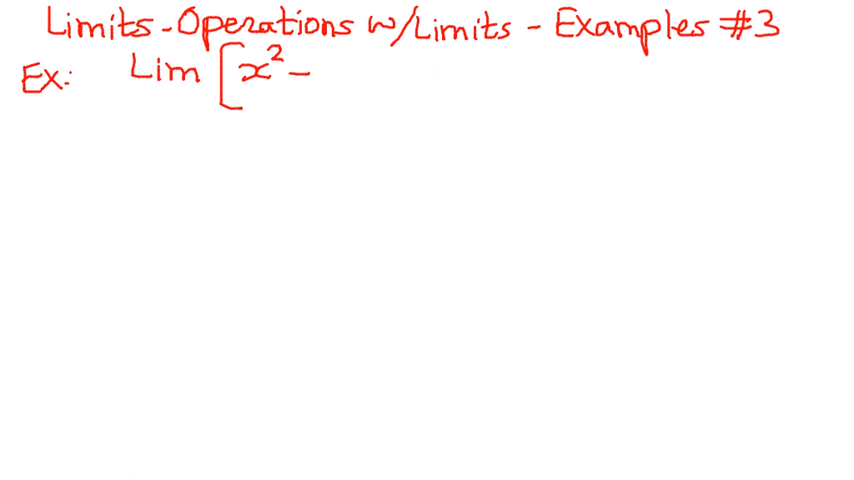 Limits - Operations w/Limits - Examples #3
Ex: Lim [x² -